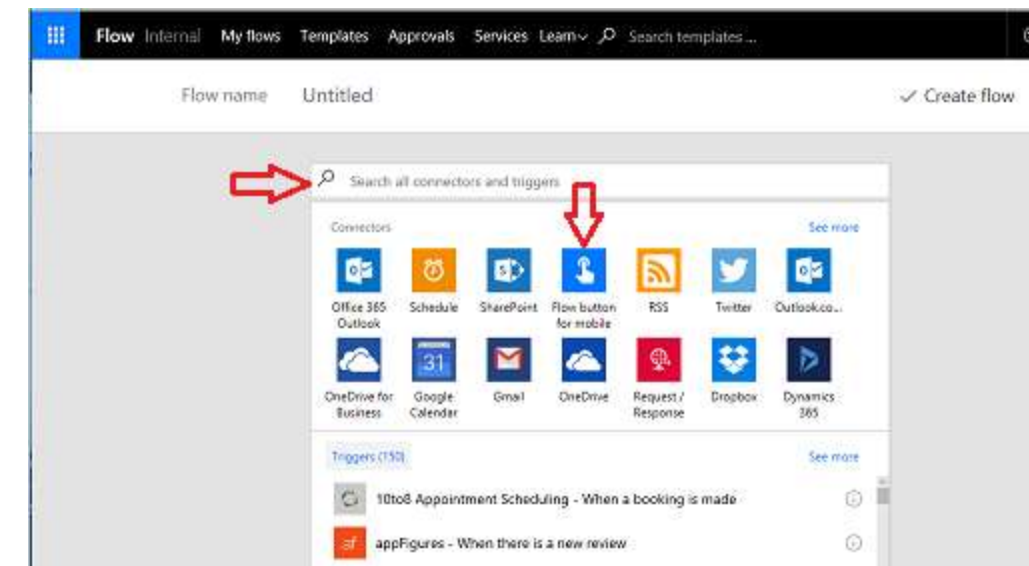 Flow Internal My flows Templates Approvals Services Learn Search templates ...
Flow name Untitled Create flow
Search all connectors and triggers
Connectors See more
Office 365 Outlook
Schedule
SharePoint
Flow button for mobile
RSS
Twitter
Outlook.co...
OneDrive for Business
Google Calendar
31
Gmail
OneDrive
Request / Response
Dropbox
Dynamics 365
Triggers (150) See more
10to8 Appointment Scheduling - When a booking is made
af appFigures - When there is a new review